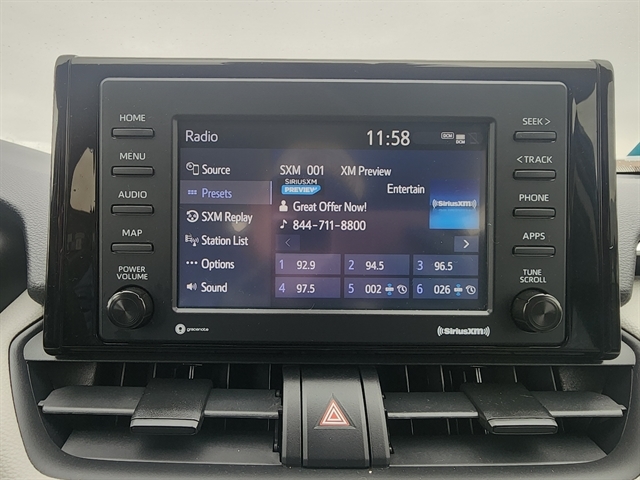 HOME
MENU
AUDIO
MAP
POWER
VOLUME
Radio 11:58
DCM
DCM
Source
Presets
SXM Replay
Station List
Options
Sound
SXM 001 XM Preview
SIRIUSXM
PREVIEW
Entertain
Great Offer Now!
844-711-8800
((SiriusXM))
< >
1 92.9 2 94.5 3 96.5
4 97.5 5 002 6 026
SEEK >
< TRACK
PHONE
APPS
TUNE
SCROLL
gracenote
((SiriusXM))